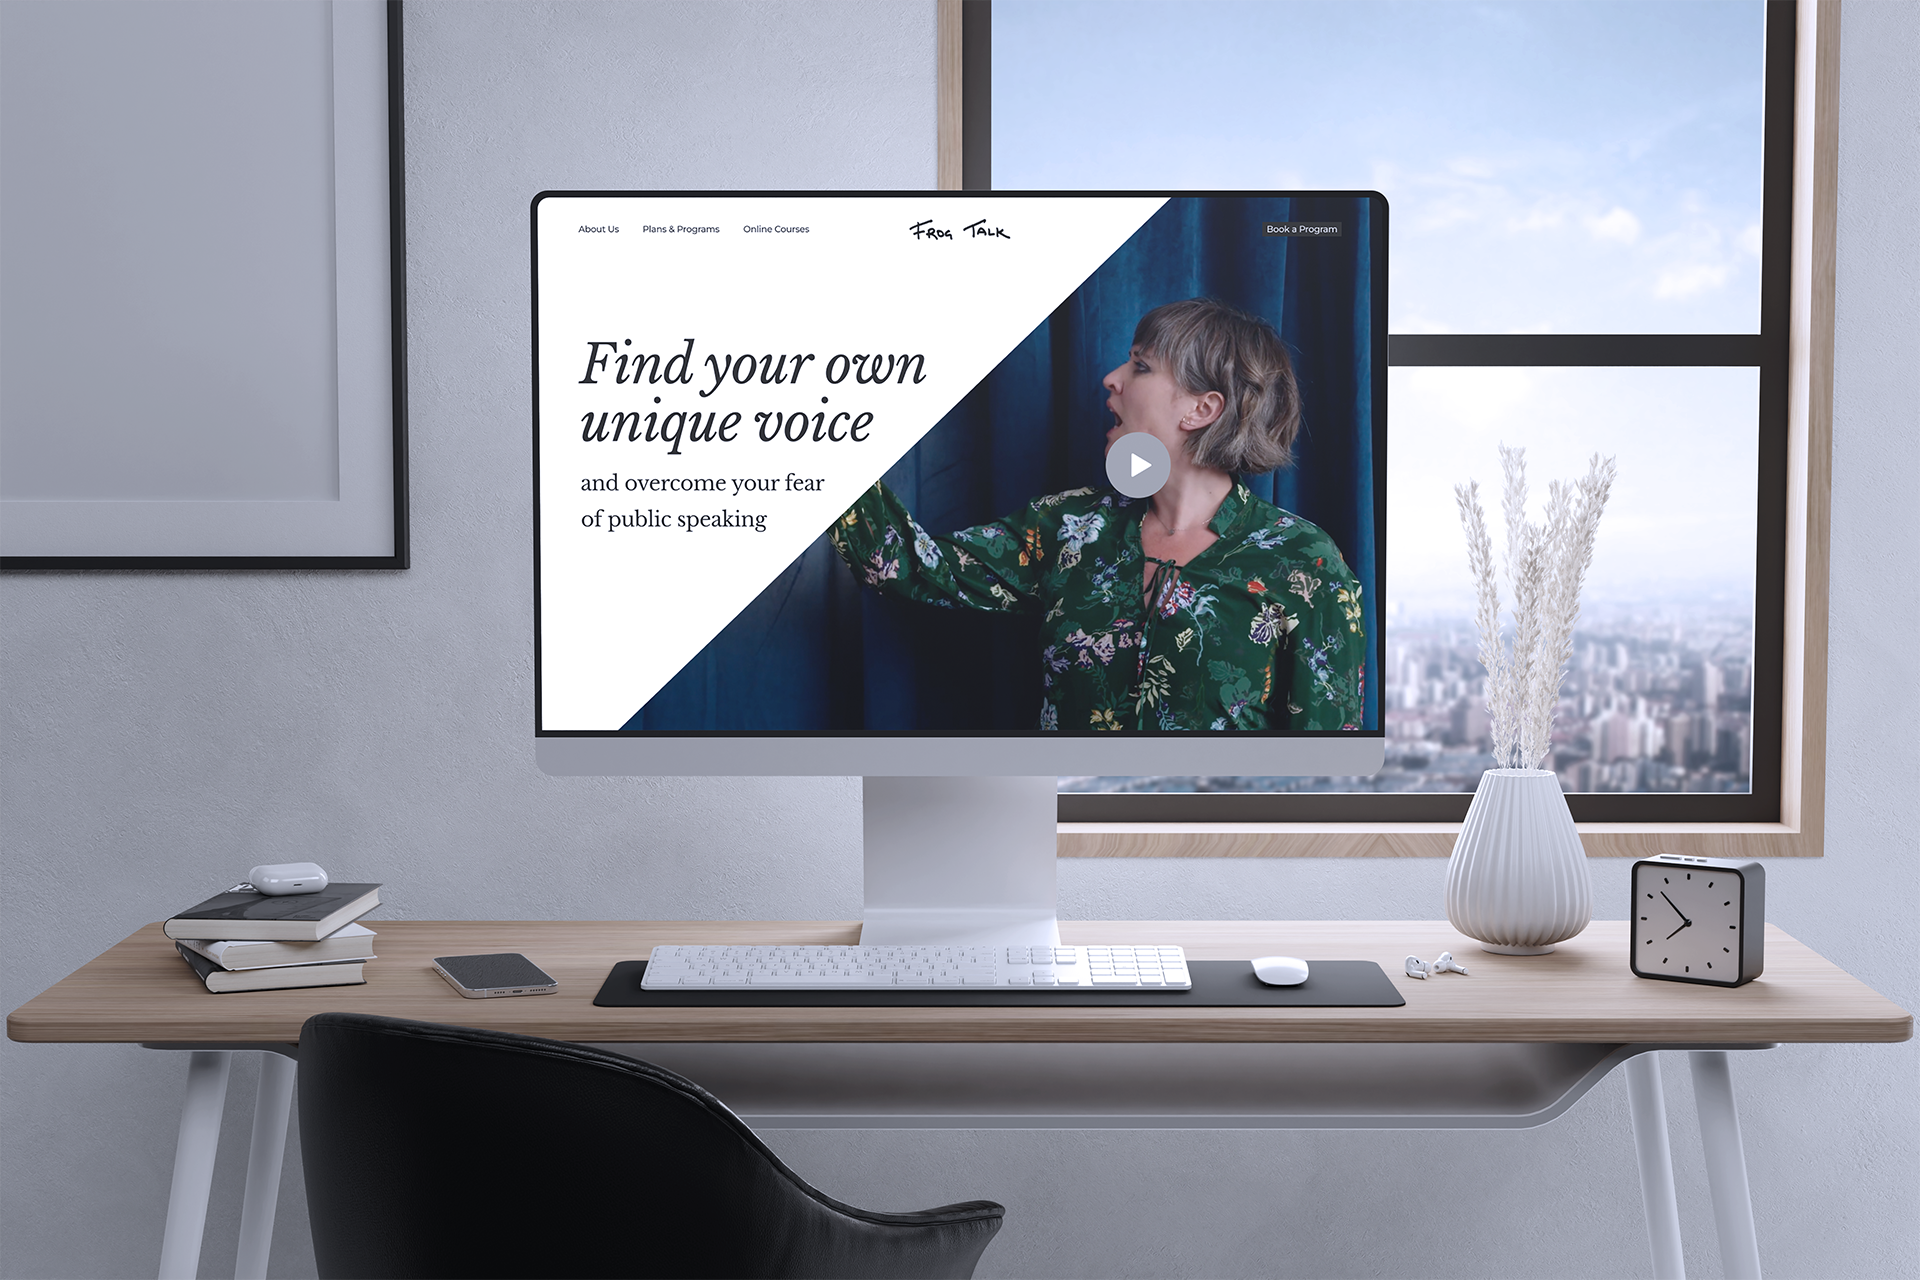 About Us
Plans & Programs
Online Courses
FROG TALK
Book a Program
Find your own
unique voice
and overcome your fear
of public speaking